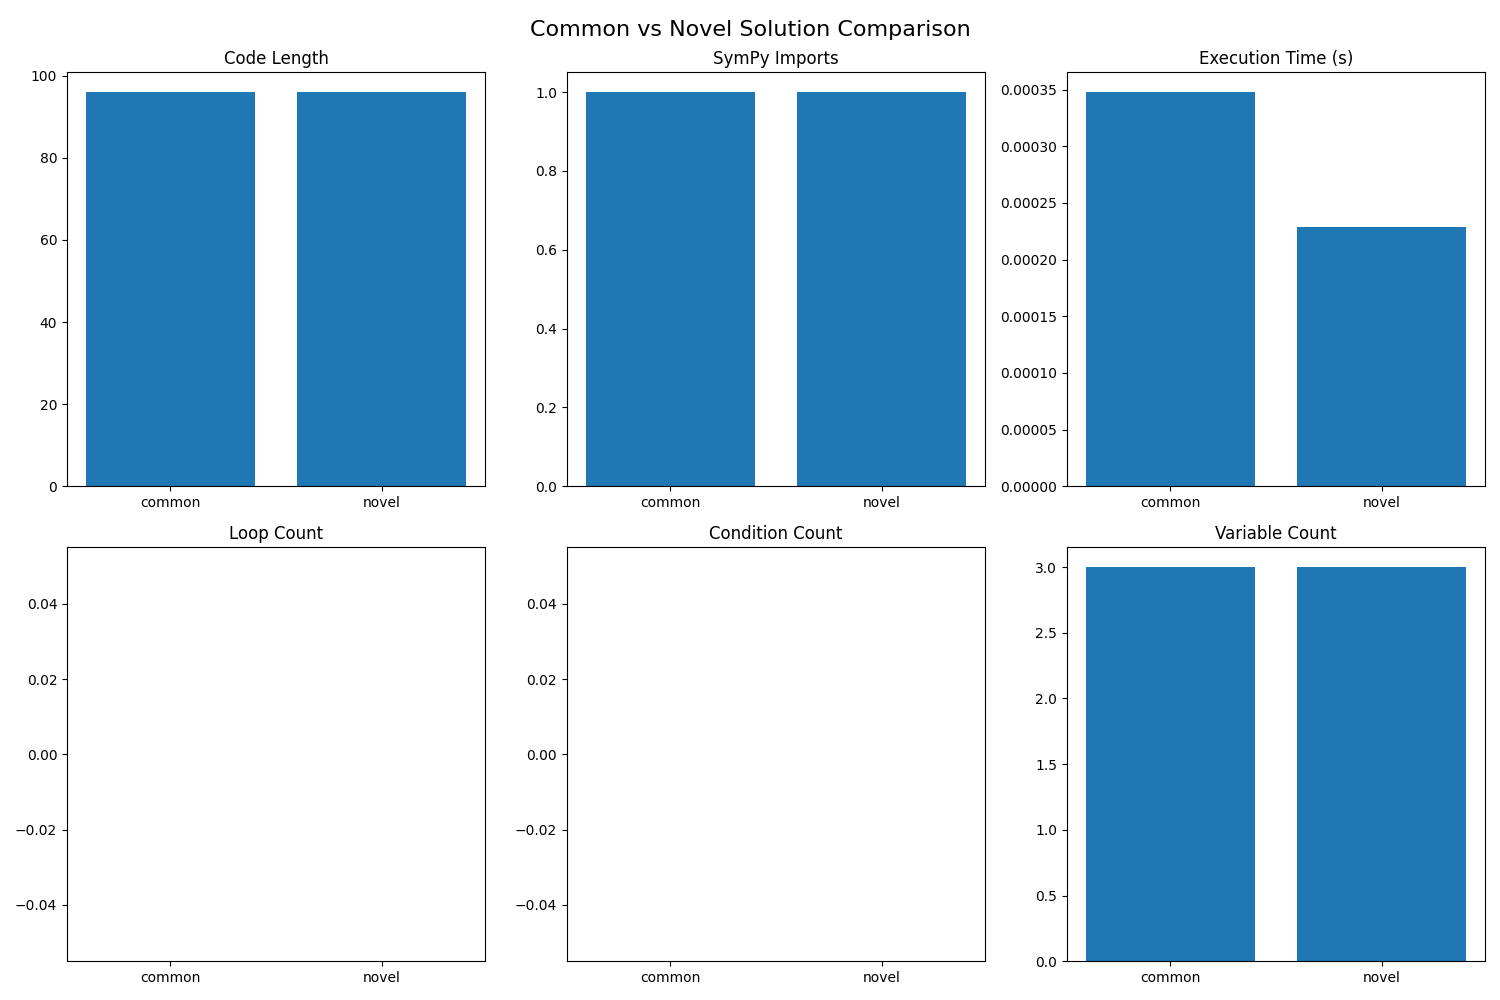 Common vs Novel Solution Comparison
Code Length
100
80
60
40
20
0
common novel
SymPy Imports
1.0
0.8
0.6
0.4
0.2
0.0
common novel
Execution Time (s)
0.00035
0.00030
0.00025
0.00020
0.00015
0.00010
0.00005
0.00000
common novel
Loop Count
0.04
0.02
0.00
−0.02
−0.04
common novel
Condition Count
0.04
0.02
0.00
−0.02
−0.04
common novel
Variable Count
3.0
2.5
2.0
1.5
1.0
0.5
0.0
common novel